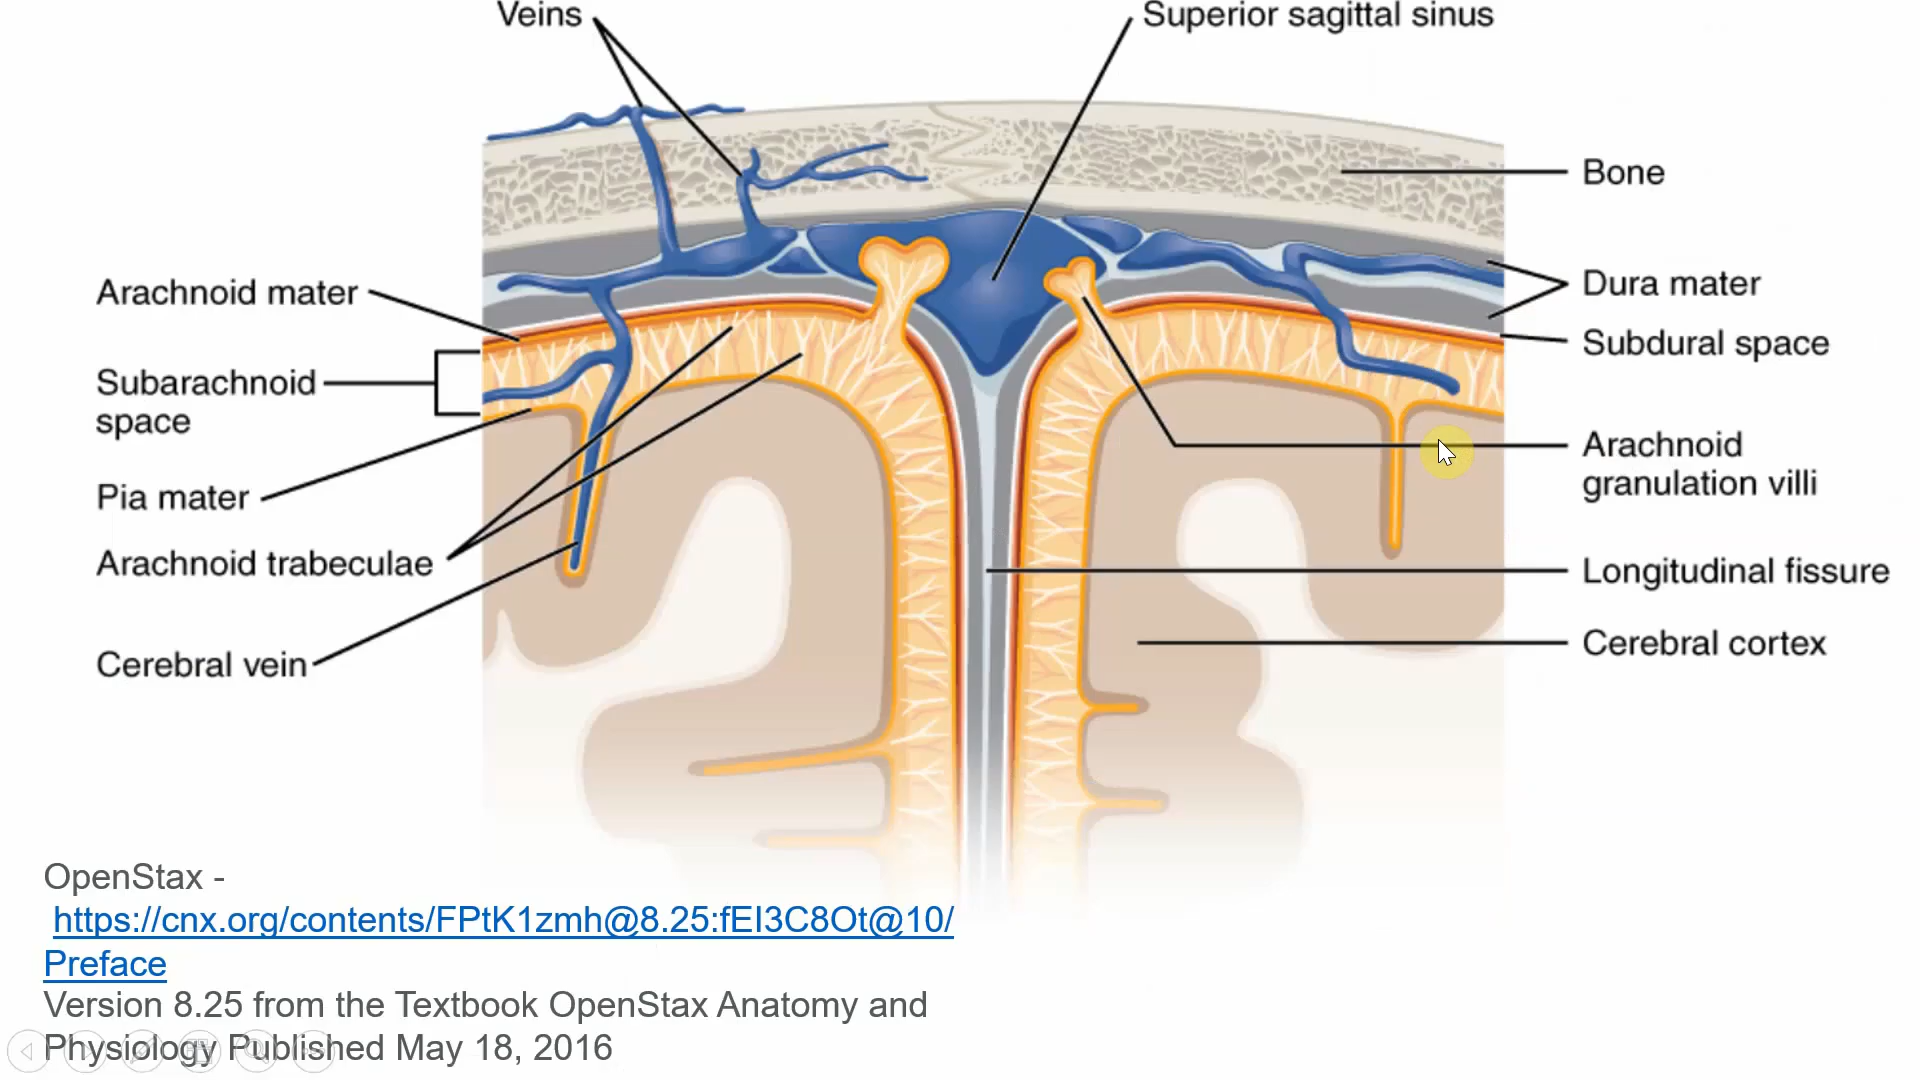 Veins
Superior sagittal sinus
Bone
Arachnoid mater
Dura mater
Subdural space
Subarachnoid
space
Arachnoid
granulation villi
Pia mater
Arachnoid trabeculae
Longitudinal fissure
Cerebral cortex
Cerebral vein
OpenStax -
https://cnx.org/contents/FPtK1zmh@8.25:fEI3C8Ot@10/
Preface
Version 8.25 from the Textbook OpenStax Anatomy and
Physiology Published May 18, 2016